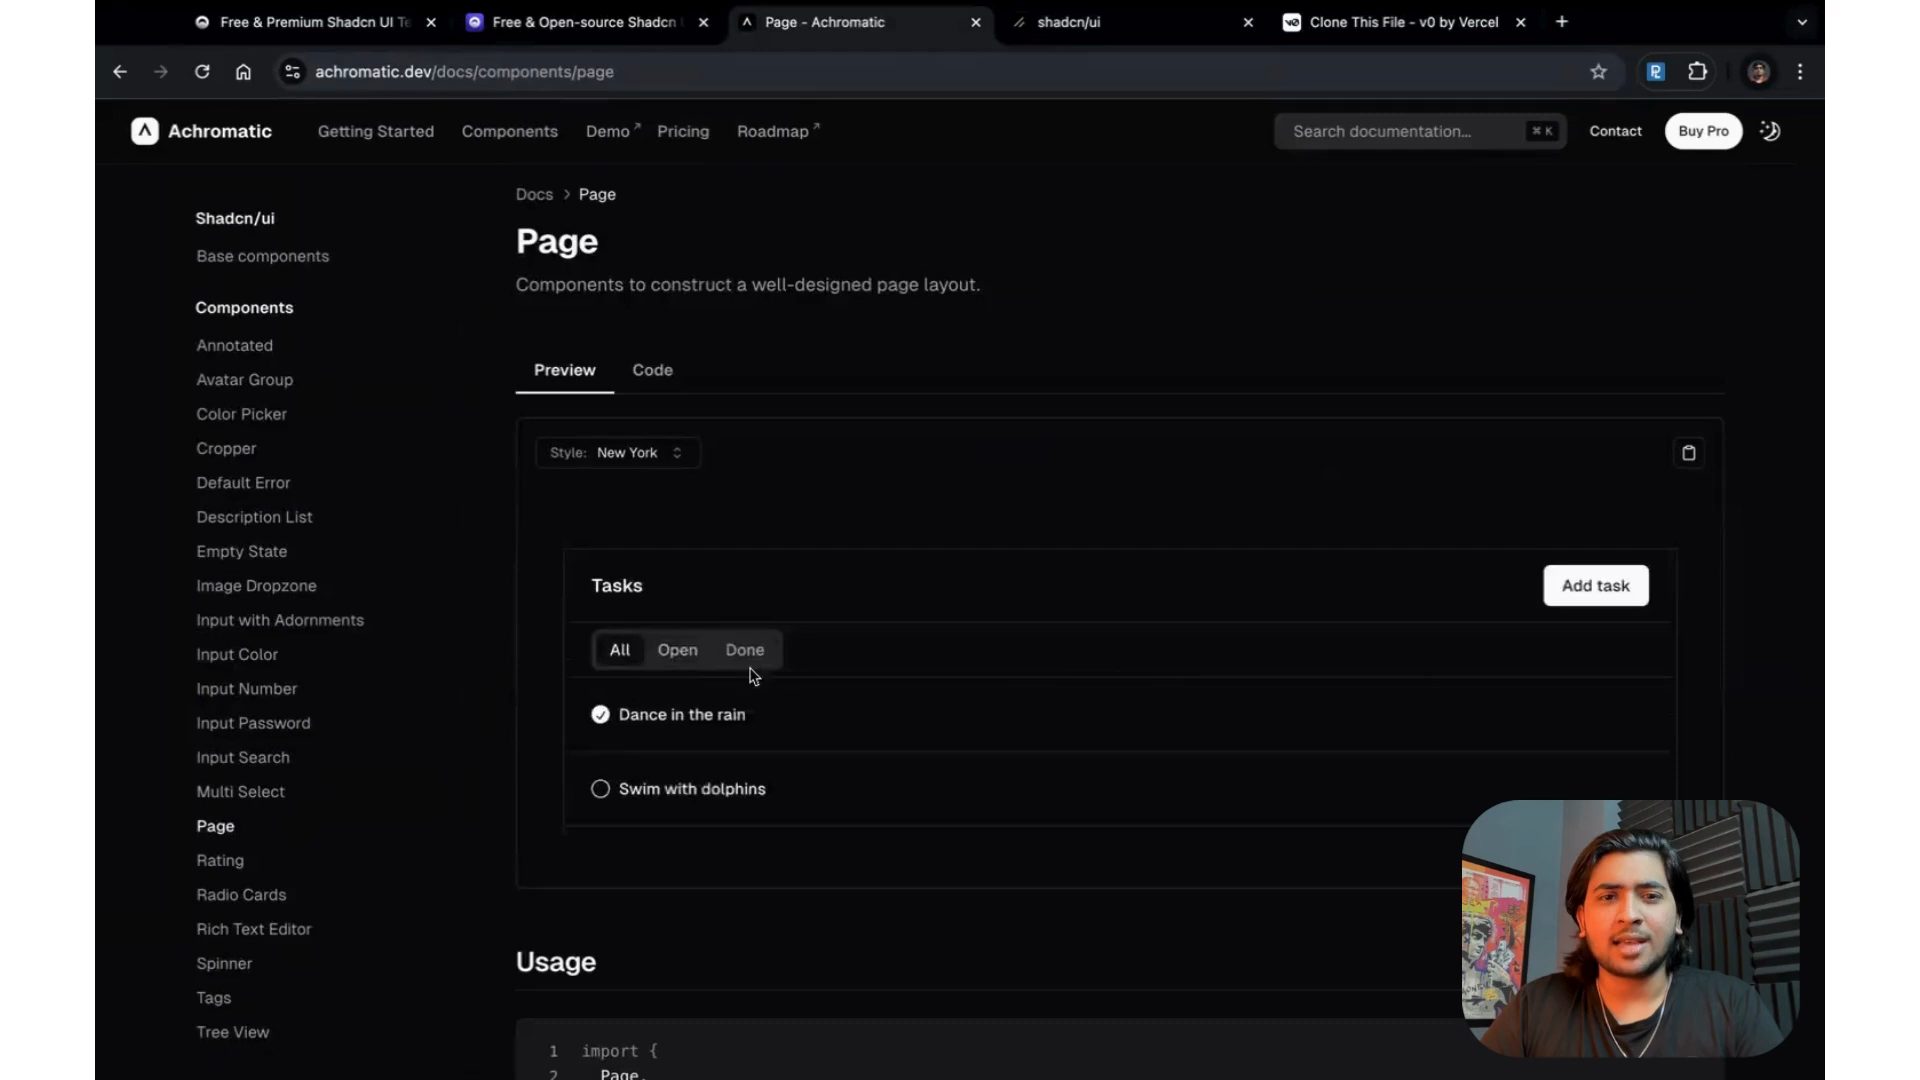 Free & Premium Shadcn UI Te
Free & Open-source Shadcn
Page - Achromatic
shadcn/ui
Clone This File - v0 by Vercel
achromatic.dev/docs/components/page
Achromatic
Getting Started
Components
Demo
Pricing
Roadmap
Search documentation...
⌘ K
Contact
Buy Pro
Shadcn/ui
Base components
Components
Annotated
Avatar Group
Color Picker
Cropper
Default Error
Description List
Empty State
Image Dropzone
Input with Adornments
Input Color
Input Number
Input Password
Input Search
Multi Select
Page
Rating
Radio Cards
Rich Text Editor
Spinner
Tags
Tree View
Docs > Page
Page
Components to construct a well-designed page layout.
Preview
Code
Style: New York
Tasks
Add task
All
Open
Done
Dance in the rain
Swim with dolphins
Usage
1 import {
2 Page,